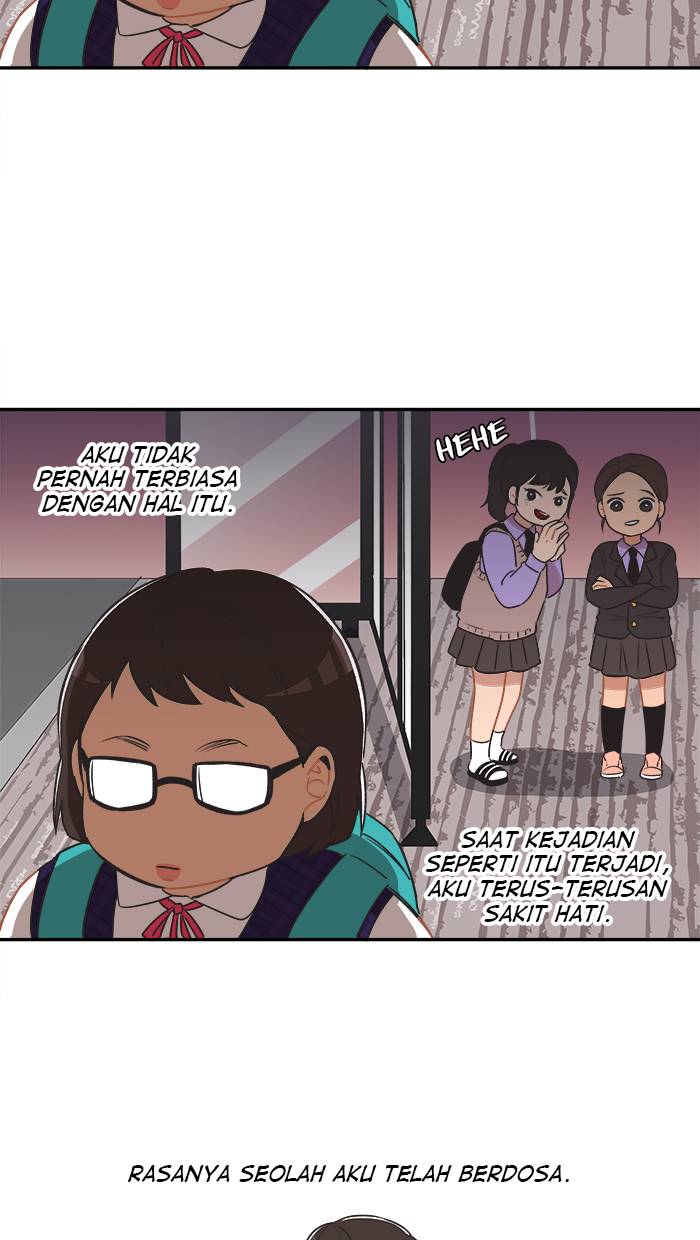 AKU TIDAK
PERNAH TERBIASA
DENGAN HAL ITU.
HEHE
SAAT KEJADIAN
SEPERTI ITU TERJADI,
AKU TERUS-TERUSAN
SAKIT HATI.
RASANYA SEOLAH AKU TELAH BERDOSA.